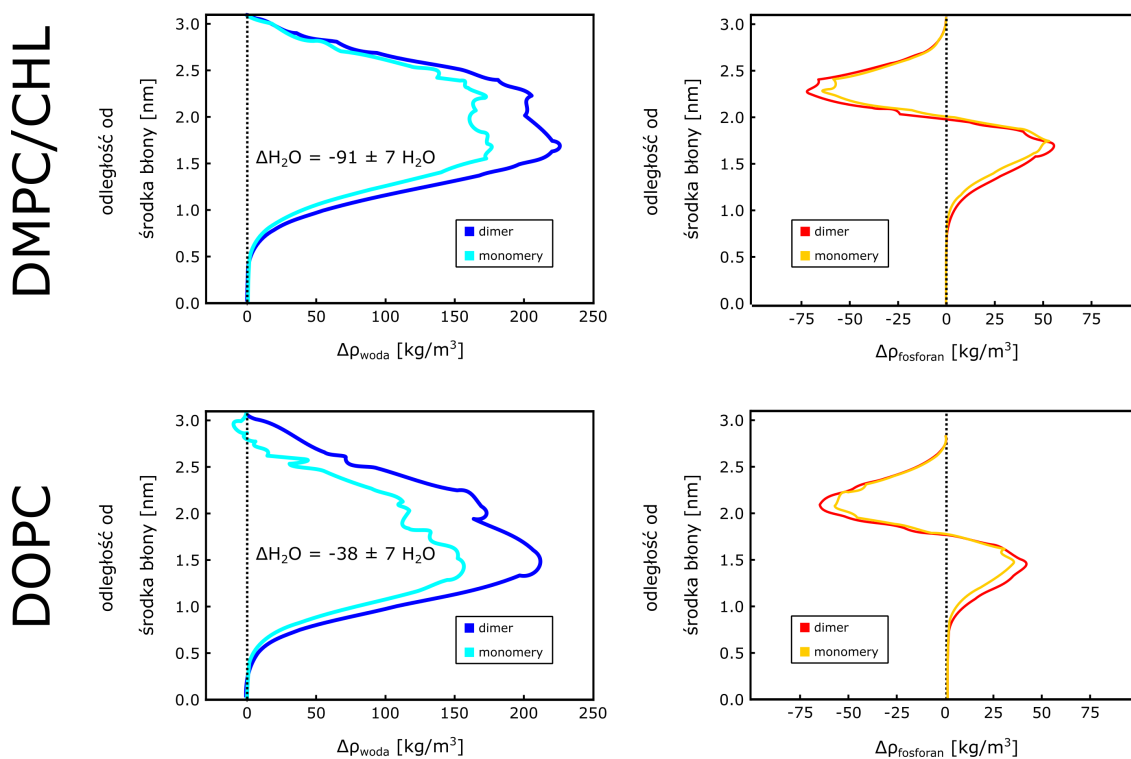 DMPC/CHL
odległość od
środka błony [nm]
3.0
2.5
2.0
1.5
1.0
0.5
0.0
ΔH₂O = -91 ± 7 H₂O
dimer
monomery
0
50
100
150
200
250
Δρwoda [kg/m³]
odległość od
środka błony [nm]
3.0
2.5
2.0
1.5
1.0
0.5
0.0
dimer
monomery
-75
-50
-25
0
25
50
75
Δρfosforan [kg/m³]
DOPC
odległość od
środka błony [nm]
3.0
2.5
2.0
1.5
1.0
0.5
0.0
ΔH₂O = -38 ± 7 H₂O
dimer
monomery
0
50
100
150
200
250
Δρwoda [kg/m³]
odległość od
środka błony [nm]
3.0
2.5
2.0
1.5
1.0
0.5
0.0
dimer
monomery
-75
-50
-25
0
25
50
75
Δρfosforan [kg/m³]